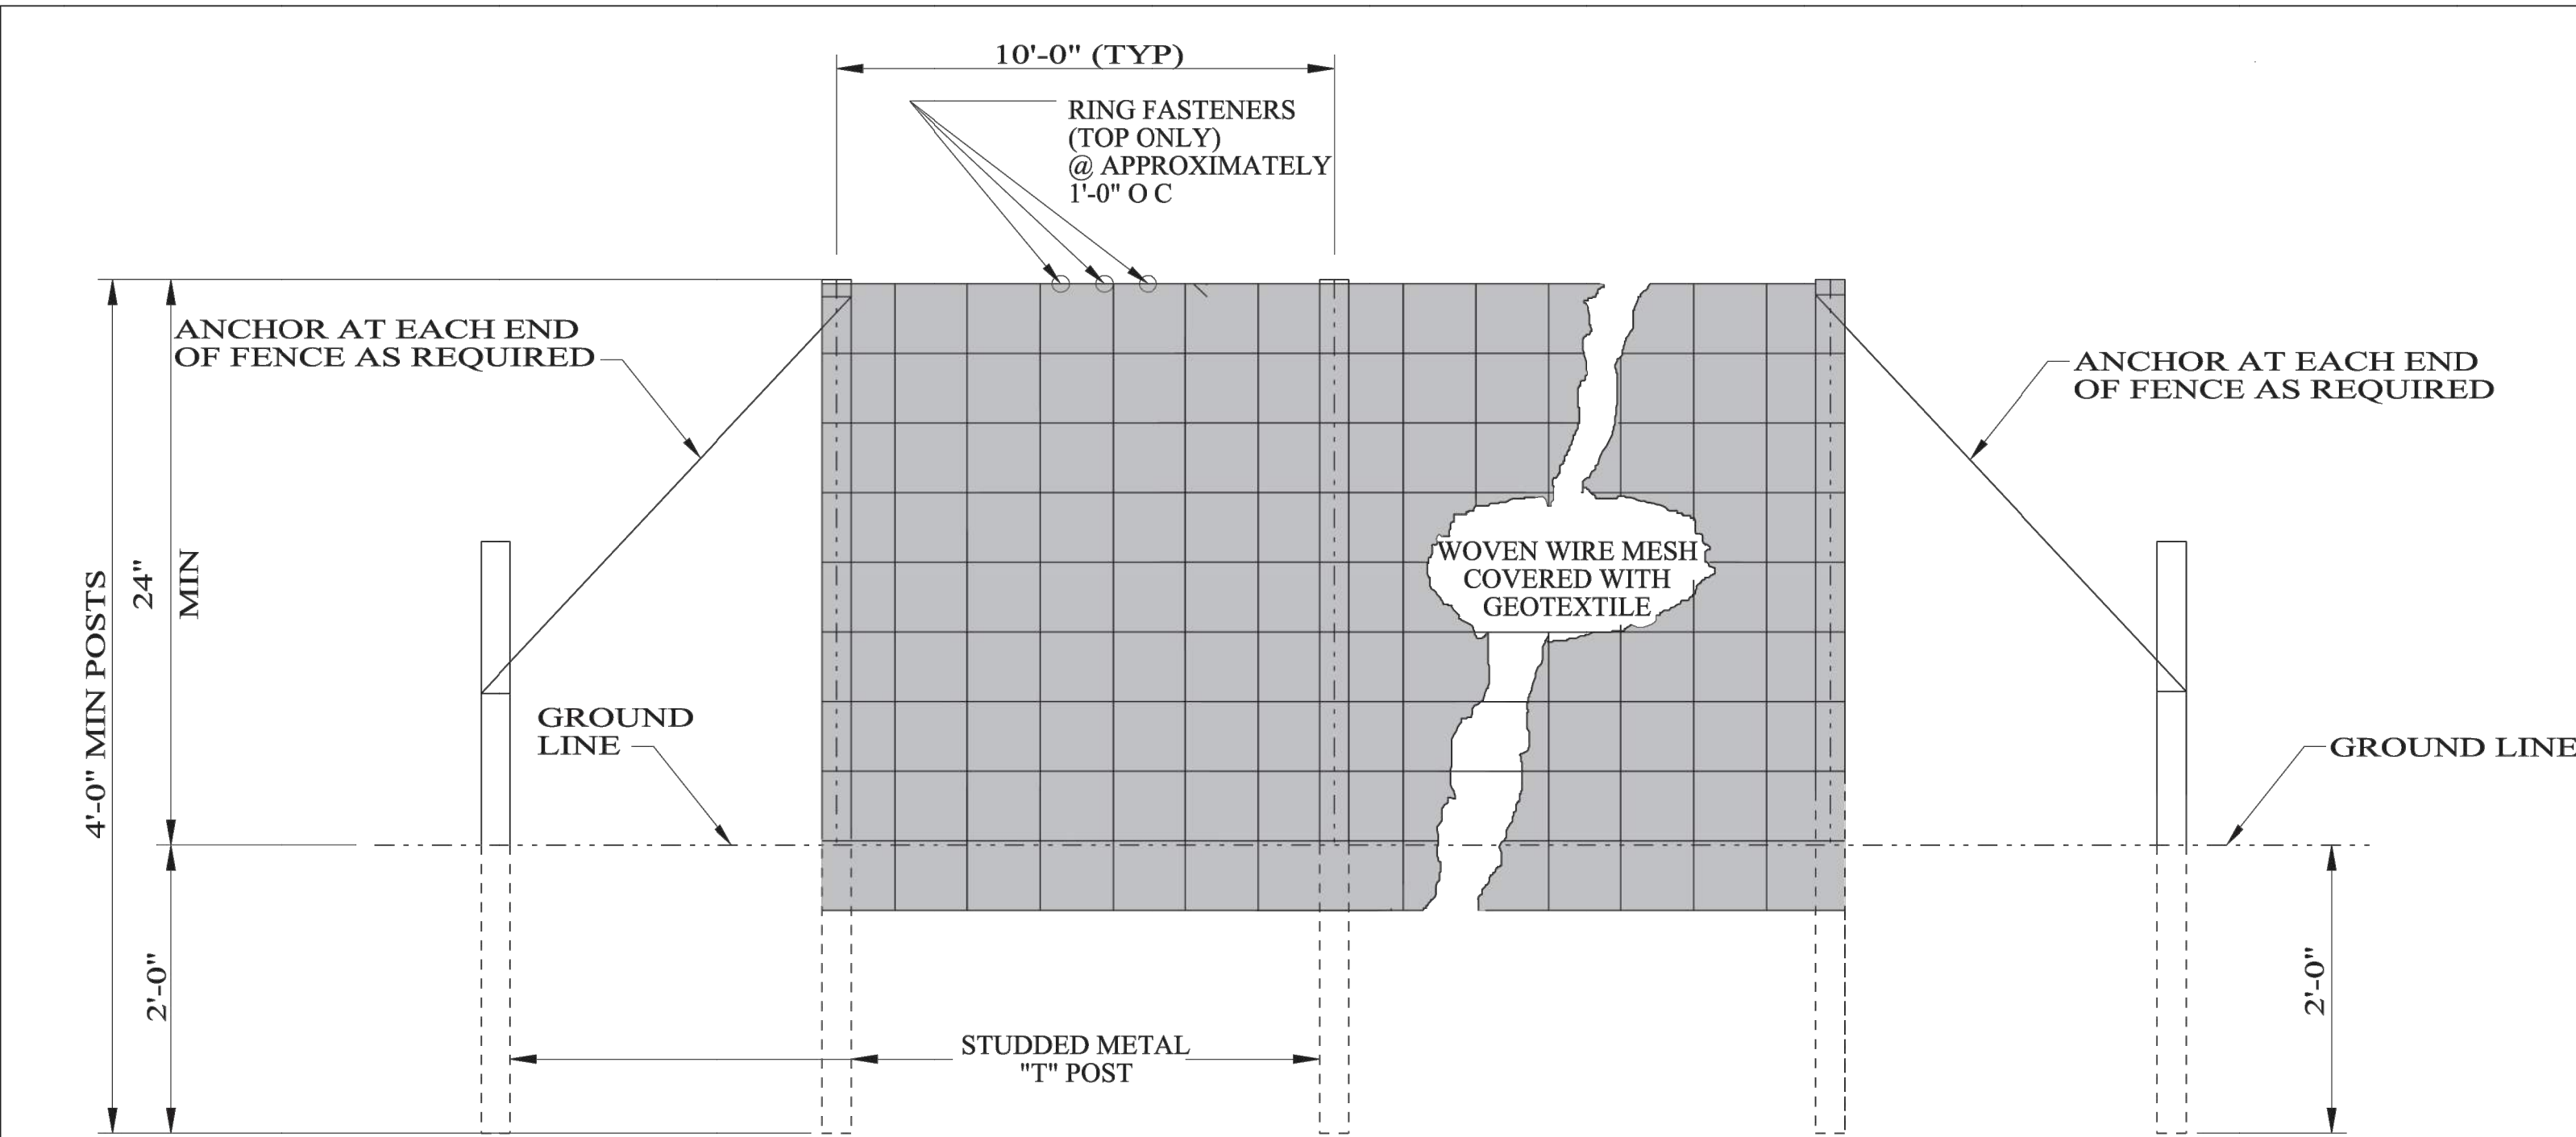 10'-0" (TYP)
RING FASTENERS
(TOP ONLY)
@ APPROXIMATELY
1'-0" O C
ANCHOR AT EACH END
OF FENCE AS REQUIRED
ANCHOR AT EACH END
OF FENCE AS REQUIRED
4'-0" MIN POSTS
24"
MIN
WOVEN WIRE MESH
COVERED WITH
GEOTEXTILE
GROUND
LINE
GROUND LINE
2'-0"
2'-0"
STUDDED METAL
"T" POST